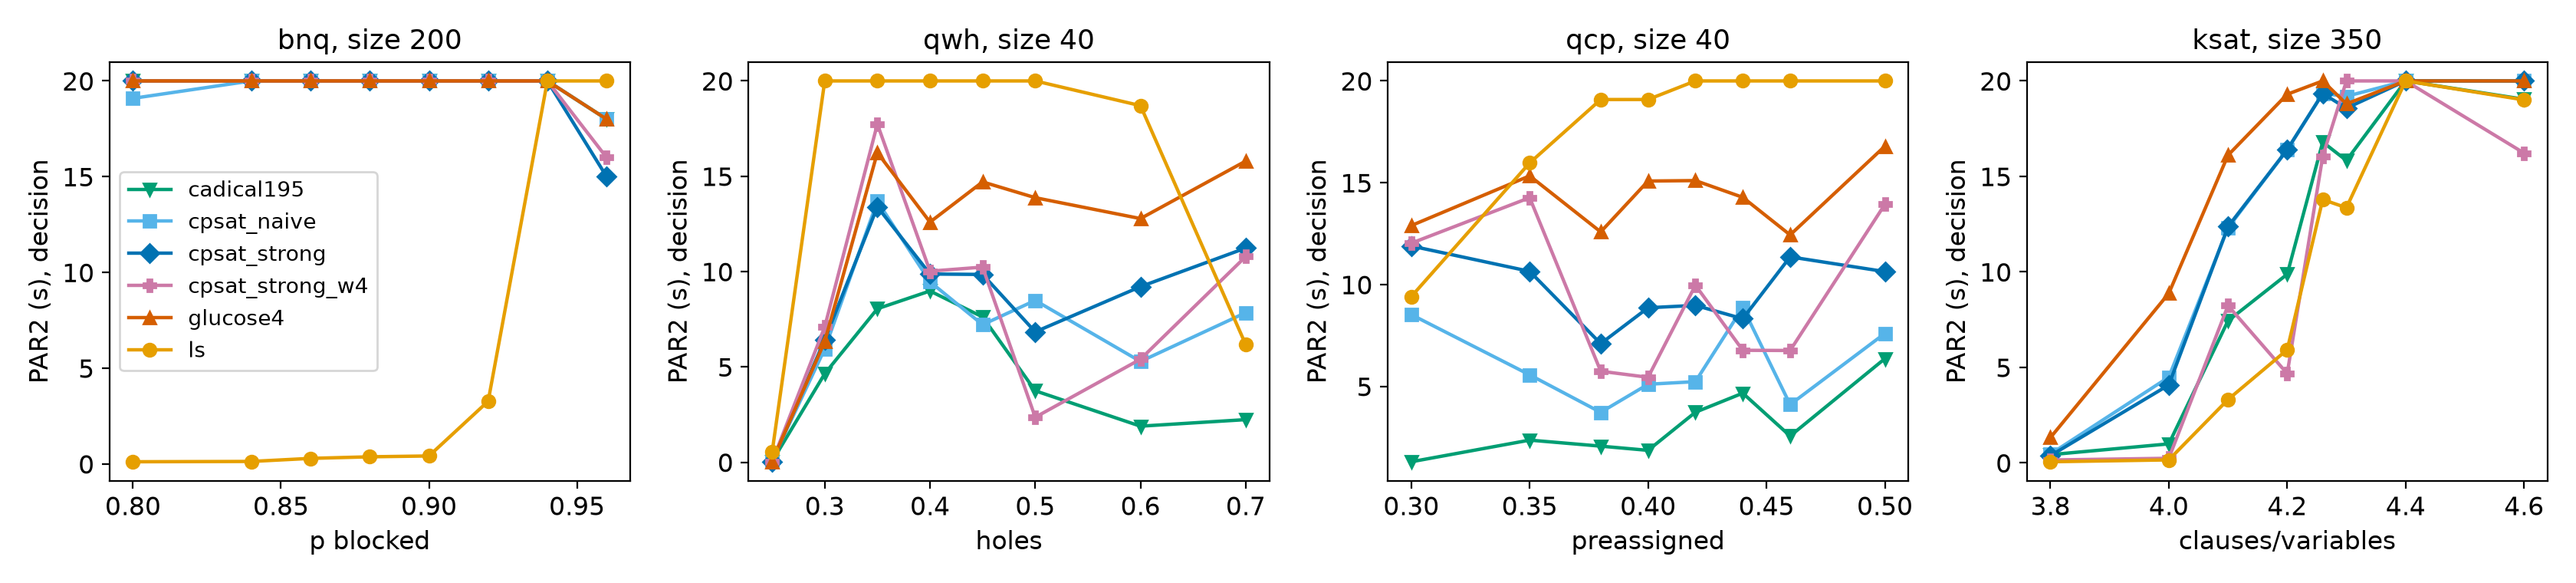 bnq, size 200
PAR2 (s), decision
20
15
10
5
0
cadical195
cpsat_naive
cpsat_strong
cpsat_strong_w4
glucose4
ls
0.80 0.85 0.90 0.95
p blocked
qwh, size 40
PAR2 (s), decision
20
15
10
5
0
0.3 0.4 0.5 0.6 0.7
holes
qcp, size 40
PAR2 (s), decision
20
15
10
5
0.30 0.35 0.40 0.45 0.50
preassigned
ksat, size 350
PAR2 (s), decision
20
15
10
5
0
3.8 4.0 4.2 4.4 4.6
clauses/variables